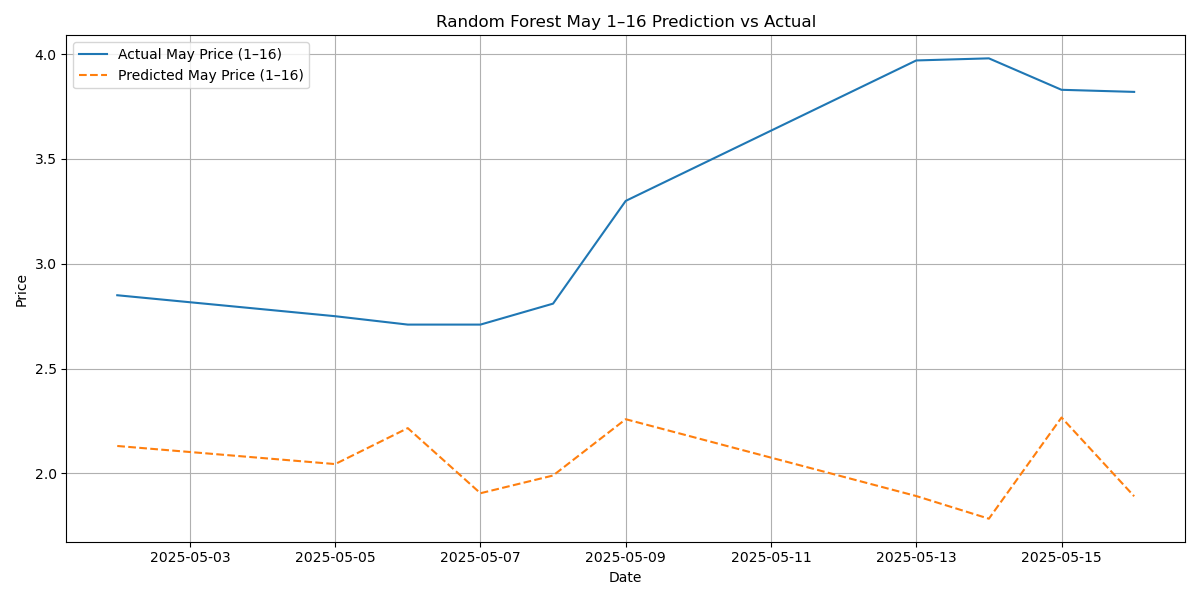 Random Forest May 1–16 Prediction vs Actual
Actual May Price (1–16)
Predicted May Price (1–16)
Price
4.0
3.5
3.0
2.5
2.0
2025-05-03 2025-05-05 2025-05-07 2025-05-09 2025-05-11 2025-05-13 2025-05-15
Date